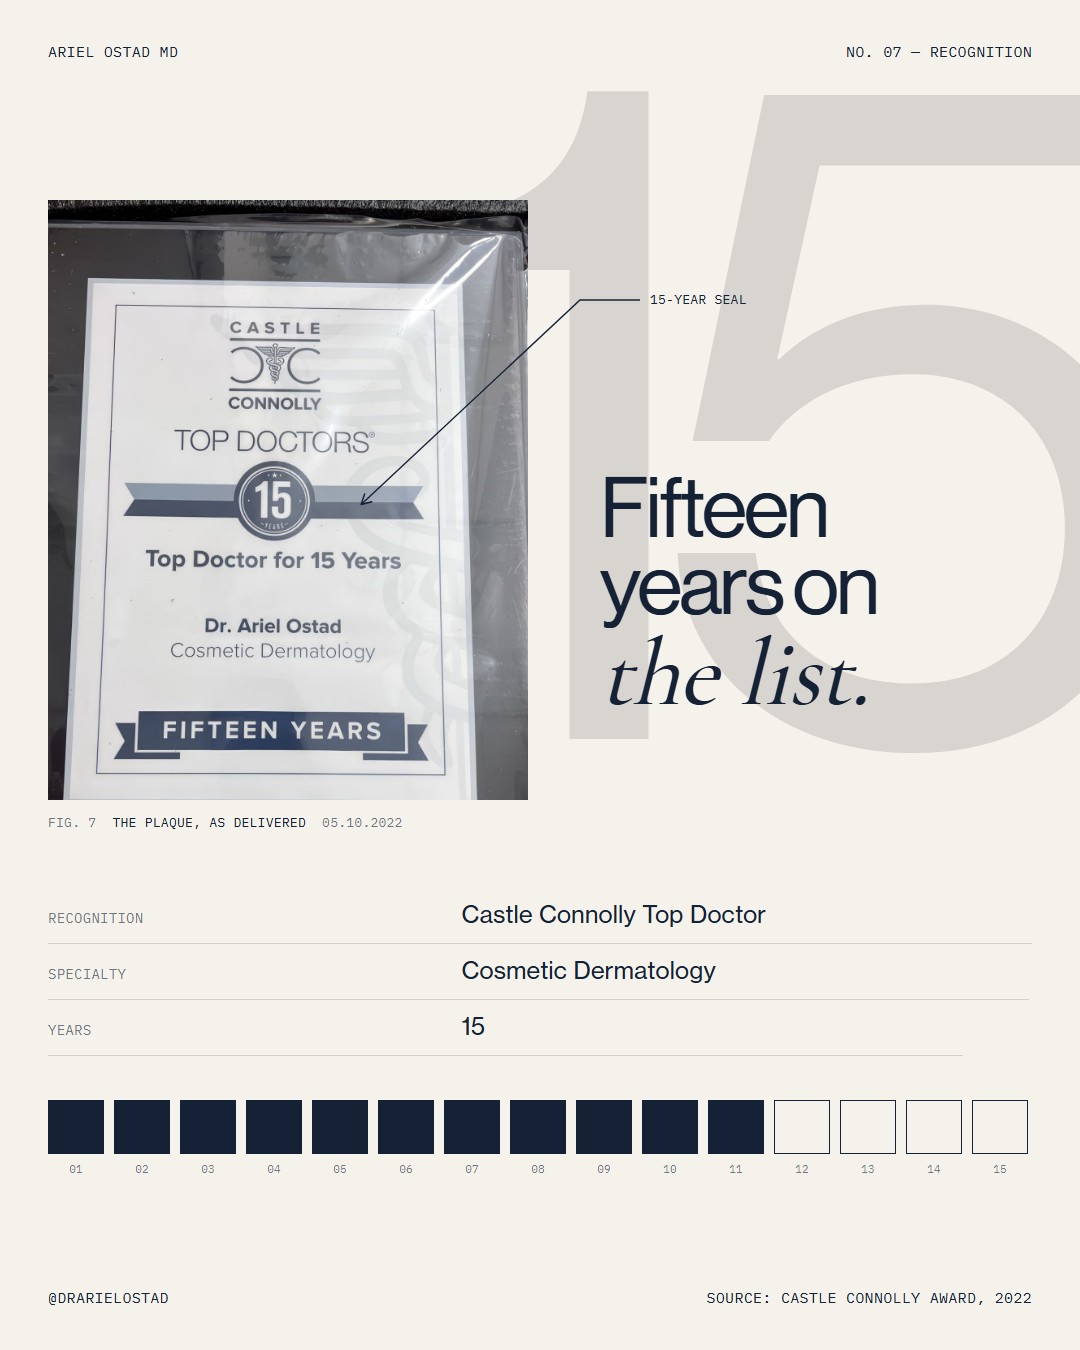 ARIEL OSTAD MD
NO. 07 — RECOGNITION
15
CASTLE
CONNOLLY
TOP DOCTORS®
15
YEARS
Top Doctor for 15 Years
Dr. Ariel Ostad
Cosmetic Dermatology
FIFTEEN YEARS
15-YEAR SEAL
Fifteen
years on
the list.
FIG. 7 THE PLAQUE, AS DELIVERED 05.10.2022
RECOGNITION Castle Connolly Top Doctor
SPECIALTY Cosmetic Dermatology
YEARS 15
01 02 03 04 05 06 07 08 09 10 11 12 13 14 15
@DRARIELOSTAD
SOURCE: CASTLE CONNOLLY AWARD, 2022